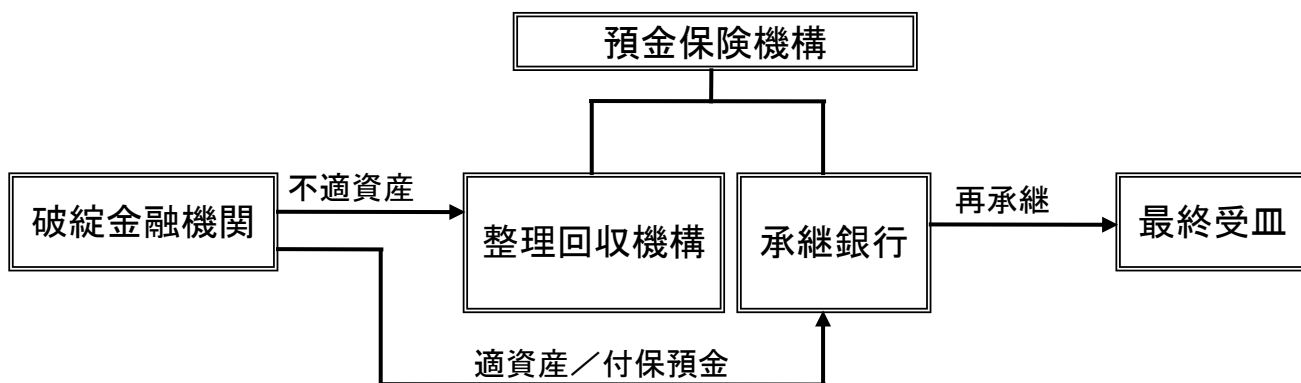 預金保険機構
破綻金融機関
不適資産
整理回収機構
承継銀行
再承継
最終受皿
適資産／付保預金